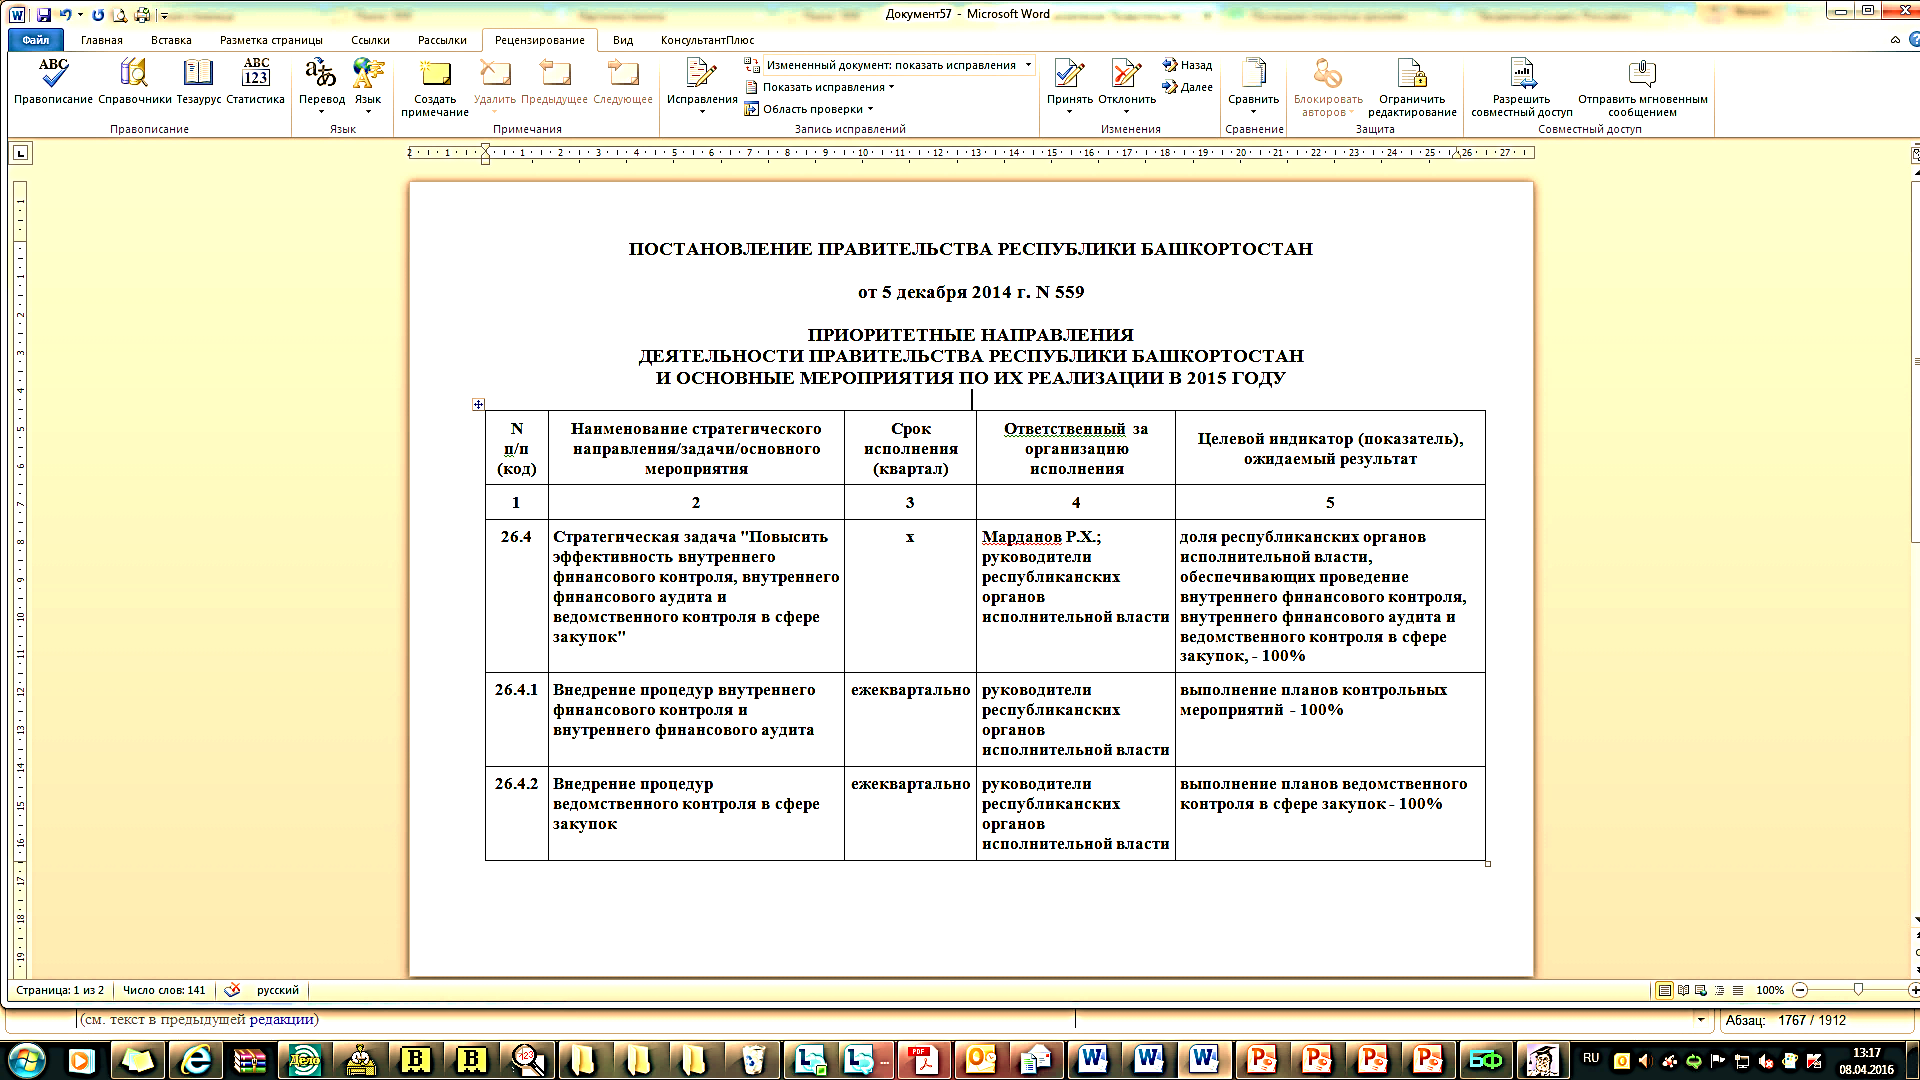 Документ57 - Microsoft Word
Файл
Главная
Вставка
Разметка страницы
Ссылки
Рассылки
Рецензирование
Вид
КонсультантПлюс
ABC
Правописание
Справочники
Тезаурус
ABC
123
Статистика
Правописание
Перевод
Язык
Язык
Создать
примечание
Удалить
Предыдущее
Следующее
Примечания
Исправления
Измененный документ: показать исправления
Показать исправления
Область проверки
Запись исправлений
Принять
Отклонить
Назад
Далее
Изменения
Сравнить
Сравнение
Блокировать
авторов
Ограничить
редактирование
Защита
Разрешить
совместный доступ
Отправить мгновенным
сообщением
Совместный доступ
ПОСТАНОВЛЕНИЕ ПРАВИТЕЛЬСТВА РЕСПУБЛИКИ БАШКОРТОСТАН
от 5 декабря 2014 г. N 559
ПРИОРИТЕТНЫЕ НАПРАВЛЕНИЯ
ДЕЯТЕЛЬНОСТИ ПРАВИТЕЛЬСТВА РЕСПУБЛИКИ БАШКОРТОСТАН
И ОСНОВНЫЕ МЕРОПРИЯТИЯ ПО ИХ РЕАЛИЗАЦИИ В 2015 ГОДУ
N
п/п
(код)
Наименование стратегического
направления/задачи/основного
мероприятия
Срок
исполнения
(квартал)
Ответственный за
организацию
исполнения
Целевой индикатор (показатель),
ожидаемый результат
1
2
3
4
5
26.4
Стратегическая задача "Повысить
эффективность внутреннего
финансового контроля, внутреннего
финансового аудита и
ведомственного контроля в сфере
закупок"
x
Марданов Р.Х.;
руководители
республиканских
органов
исполнительной власти
доля республиканских органов
исполнительной власти,
обеспечивающих проведение
внутреннего финансового контроля,
внутреннего финансового аудита и
ведомственного контроля в сфере
закупок, - 100%
26.4.1
Внедрение процедур внутреннего
финансового контроля и
внутреннего финансового аудита
ежеквартально
руководители
республиканских
органов
исполнительной власти
выполнение планов контрольных
мероприятий - 100%
26.4.2
Внедрение процедур
ведомственного контроля в сфере
закупок
ежеквартально
руководители
республиканских
органов
исполнительной власти
выполнение планов ведомственного
контроля в сфере закупок - 100%
Страница: 1 из 2
Число слов: 141
русский
100%
(см. текст в предыдущей редакции)
Абзац: 1767 / 1912
RU
13:17
08.04.2016